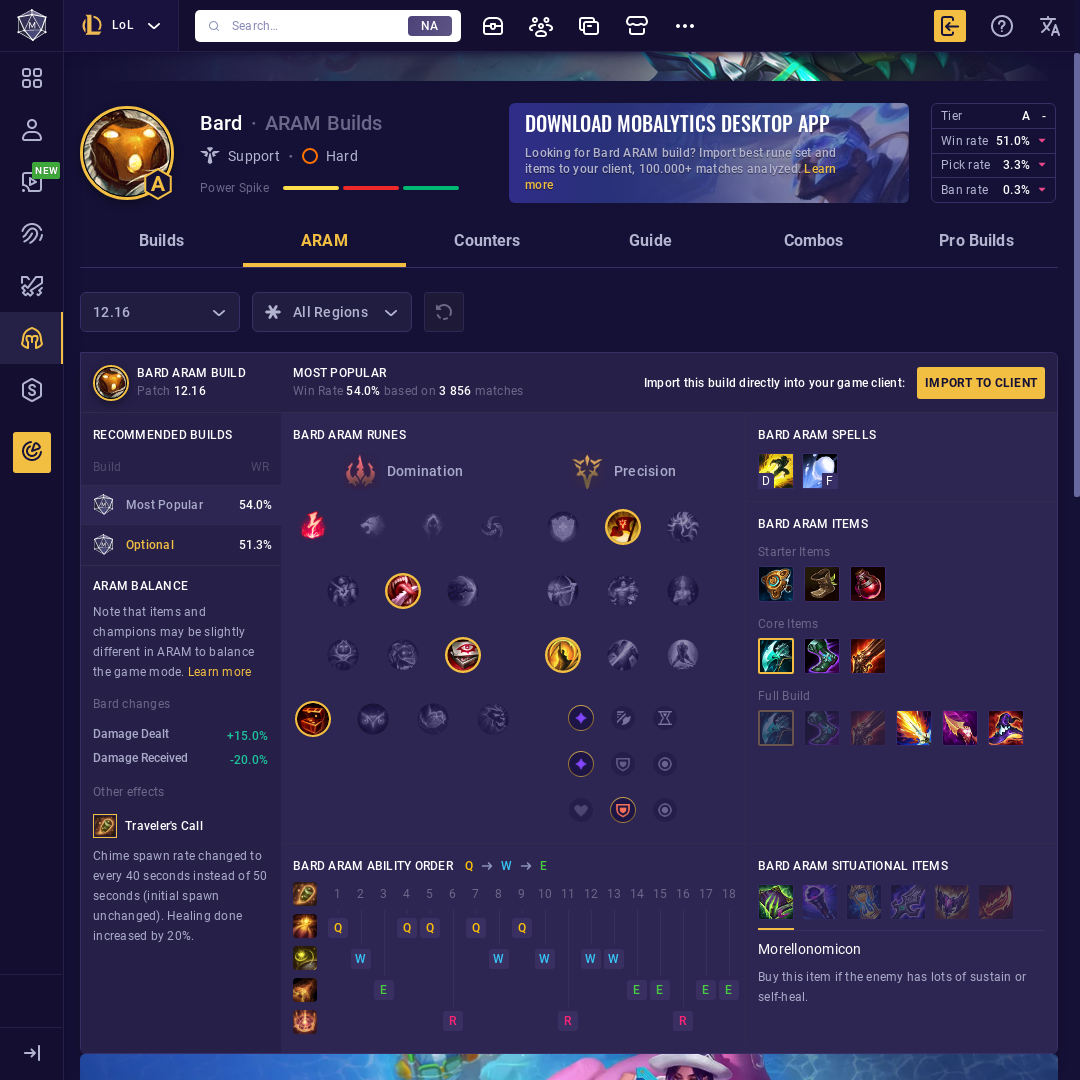 LoL
Search...
NA
NEW
Bard · ARAM Builds
Support • Hard
Power Spike
A
DOWNLOAD MOBALYTICS DESKTOP APP
Looking for Bard ARAM build? Import best rune set and
items to your client, 100.000+ matches analyzed. Learn
more
Tier A -
Win rate 51.0%
Pick rate 3.3%
Ban rate 0.3%
Builds
ARAM
Counters
Guide
Combos
Pro Builds
12.16
All Regions
BARD ARAM BUILD
Patch 12.16
MOST POPULAR
Win Rate 54.0% based on 3 856 matches
Import this build directly into your game client:
IMPORT TO CLIENT
RECOMMENDED BUILDS
Build WR
Most Popular 54.0%
Optional 51.3%
ARAM BALANCE
Note that items and
champions may be slightly
different in ARAM to balance
the game mode. Learn more
Bard changes
Damage Dealt +15.0%
Damage Received -20.0%
Other effects
Traveler's Call
Chime spawn rate changed to
every 40 seconds instead of 50
seconds (initial spawn
unchanged). Healing done
increased by 20%.
BARD ARAM RUNES
Domination
Precision
BARD ARAM SPELLS
D F
BARD ARAM ITEMS
Starter Items
Core Items
Full Build
BARD ARAM ABILITY ORDER Q → W → E
1 2 3 4 5 6 7 8 9 10 11 12 13 14 15 16 17 18
Q Q Q Q Q
W W W W W
E E E E E
R R R
BARD ARAM SITUATIONAL ITEMS
Morellonomicon
Buy this item if the enemy has lots of sustain or
self-heal.